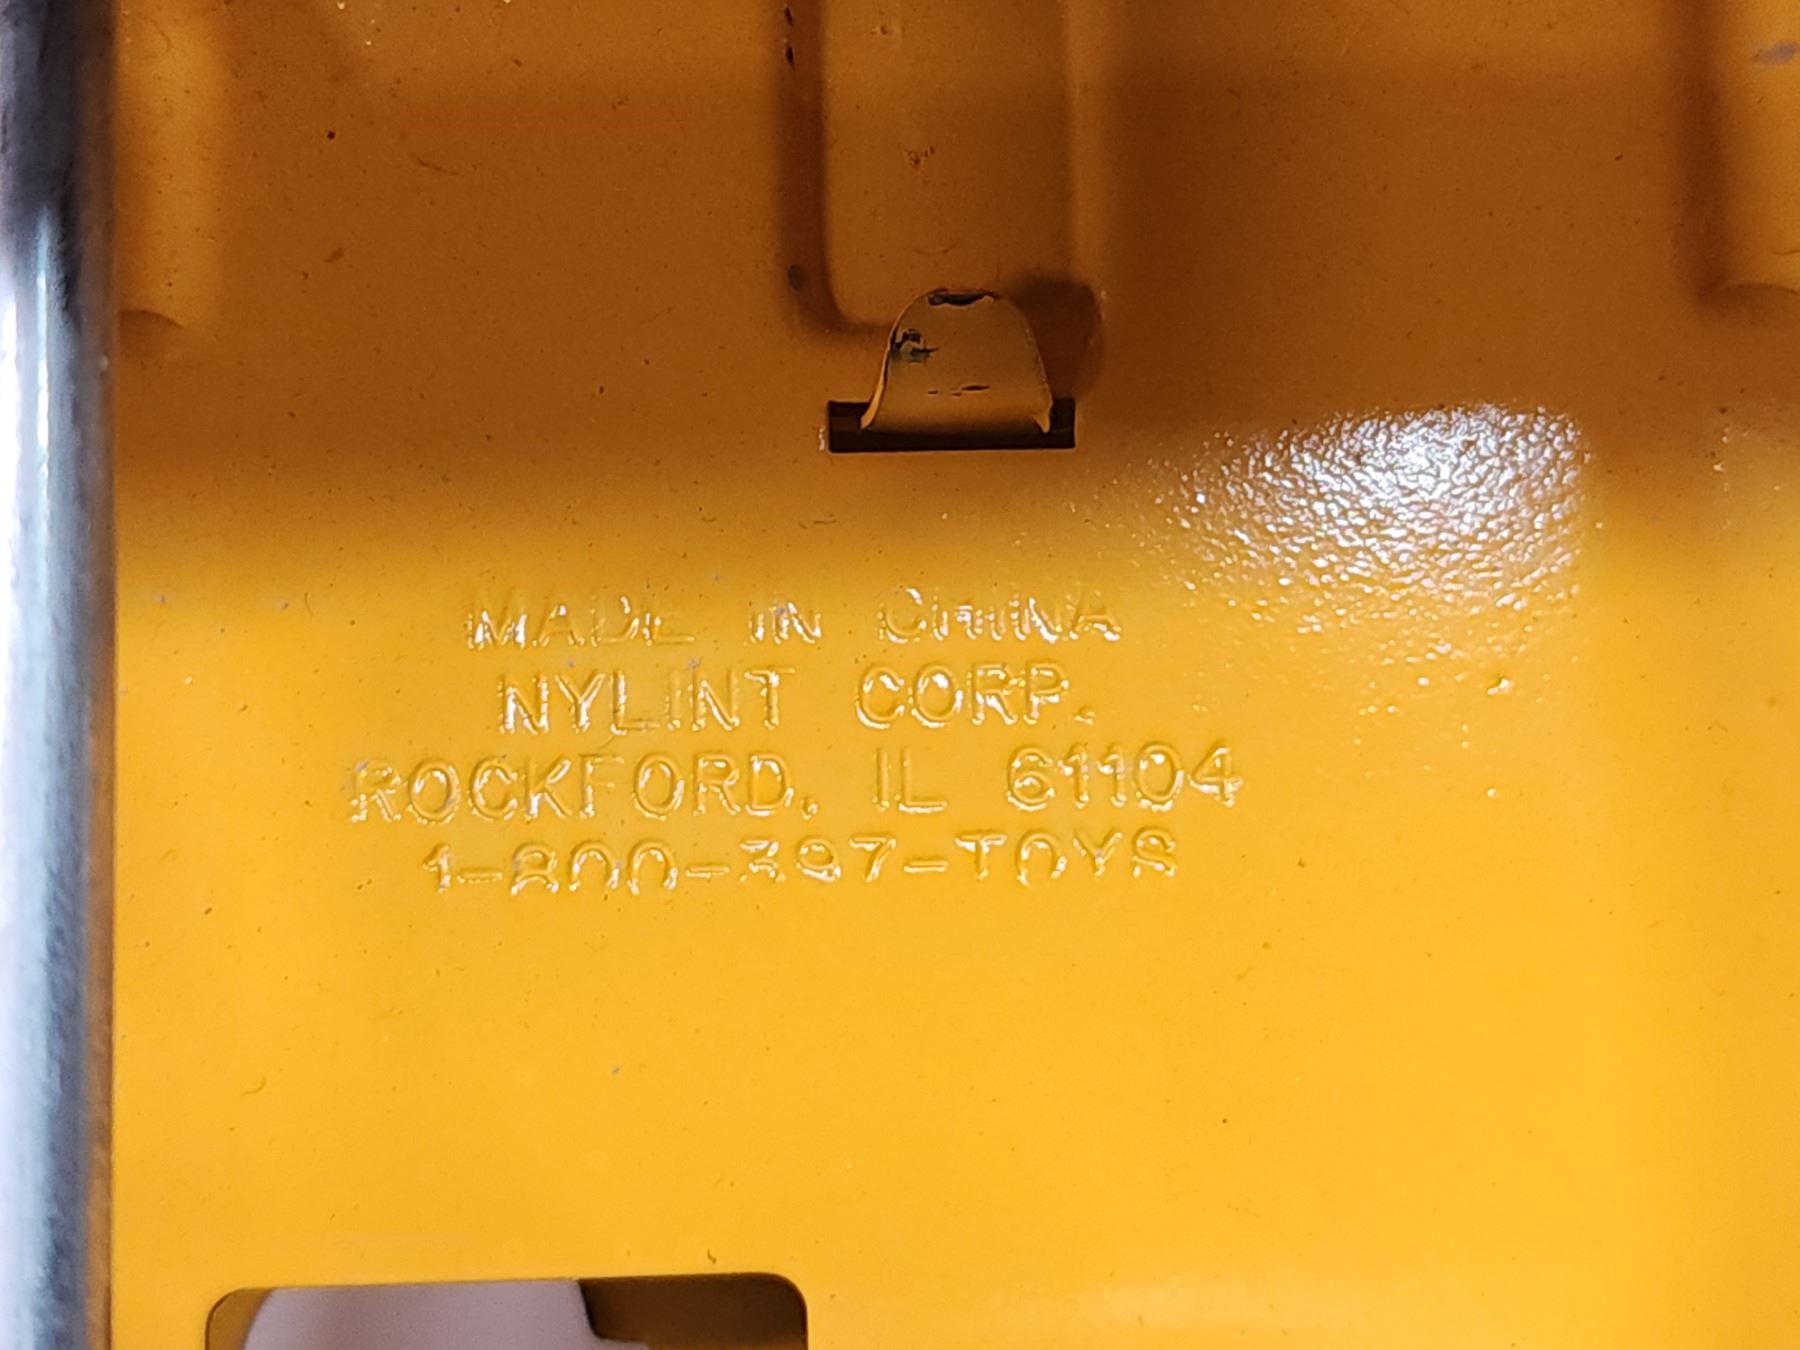 MADE IN CHINA
NYLINT CORP.
ROCKFORD, IL 61104
1-800-397-TOYS